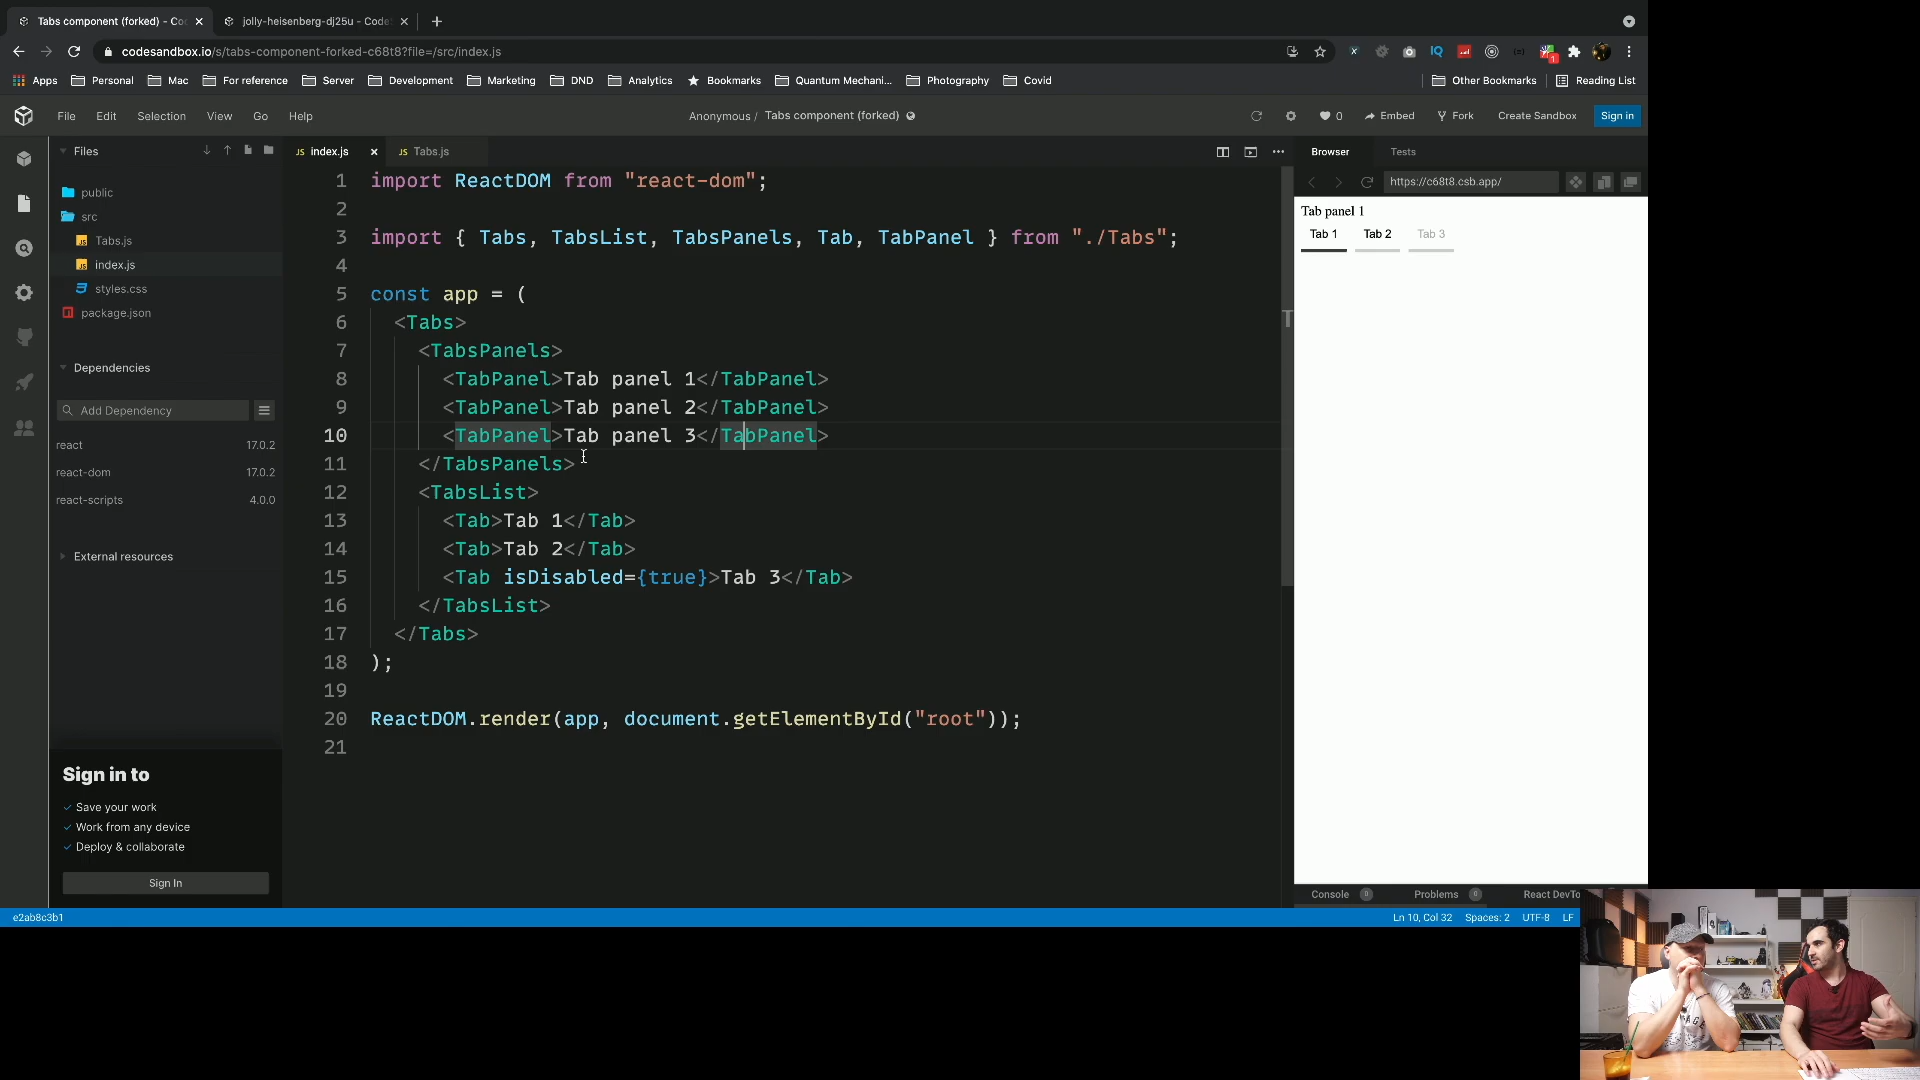 Tabs component (forked) - Co
jolly-heisenberg-dj25u - Code
codesandbox.io/s/tabs-component-forked-c68t8?file=/src/index.js
Apps
Personal
Mac
For reference
Server
Development
Marketing
DND
Analytics
Bookmarks
Quantum Mechani...
Photography
Covid
Other Bookmarks
Reading List
File
Edit
Selection
View
Go
Help
Anonymous / Tabs component (forked)
0
Embed
Fork
Create Sandbox
Sign in
Files
public
src
Tabs.js
index.js
styles.css
package.json
Dependencies
Add Dependency
react 17.0.2
react-dom 17.0.2
react-scripts 4.0.0
External resources
Sign in to
Save your work
Work from any device
Deploy & collaborate
Sign In
JS index.js
JS Tabs.js
1 import ReactDOM from "react-dom";
2
3 import { Tabs, TabsList, TabsPanels, Tab, TabPanel } from "./Tabs";
4
5 const app = (
6 <Tabs>
7 <TabsPanels>
8 <TabPanel>Tab panel 1</TabPanel>
9 <TabPanel>Tab panel 2</TabPanel>
10 <TabPanel>Tab panel 3</TabPanel>
11 </TabsPanels>
12 <TabsList>
13 <Tab>Tab 1</Tab>
14 <Tab>Tab 2</Tab>
15 <Tab isDisabled={true}>Tab 3</Tab>
16 </TabsList>
17 </Tabs>
18 );
19
20 ReactDOM.render(app, document.getElementById("root"));
21
Browser
Tests
https://c68t8.csb.app/
Tab panel 1
Tab 1
Tab 2
Tab 3
Console 0
Problems 0
React DevTo
e2ab8c3b1
Ln 10, Col 32
Spaces: 2
UTF-8
LF